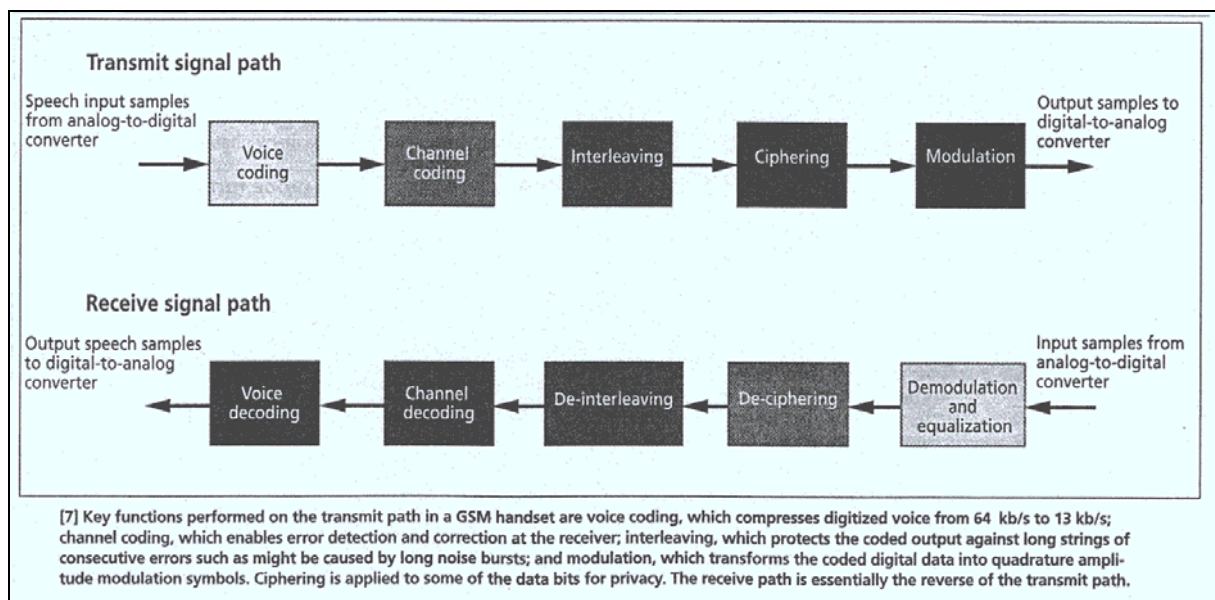 Transmit signal path
Speech input samples
from analog-to-digital
converter
Output samples to
digital-to-analog
converter
Voice
coding
Channel
coding
Interleaving
Ciphering
Modulation
Receive signal path
Output speech samples
to digital-to-analog
converter
Input samples from
analog-to-digital
converter
Voice
decoding
Channel
decoding
De-interleaving
De-ciphering
Demodulation
and
equalization
[7] Key functions performed on the transmit path in a GSM handset are voice coding, which compresses digitized voice from 64 kb/s to 13 kb/s;
channel coding, which enables error detection and correction at the receiver; interleaving, which protects the coded output against long strings of
consecutive errors such as might be caused by long noise bursts; and modulation, which transforms the coded digital data into quadrature ampli-
tude modulation symbols. Ciphering is applied to some of the data bits for privacy. The receive path is essentially the reverse of the transmit path.